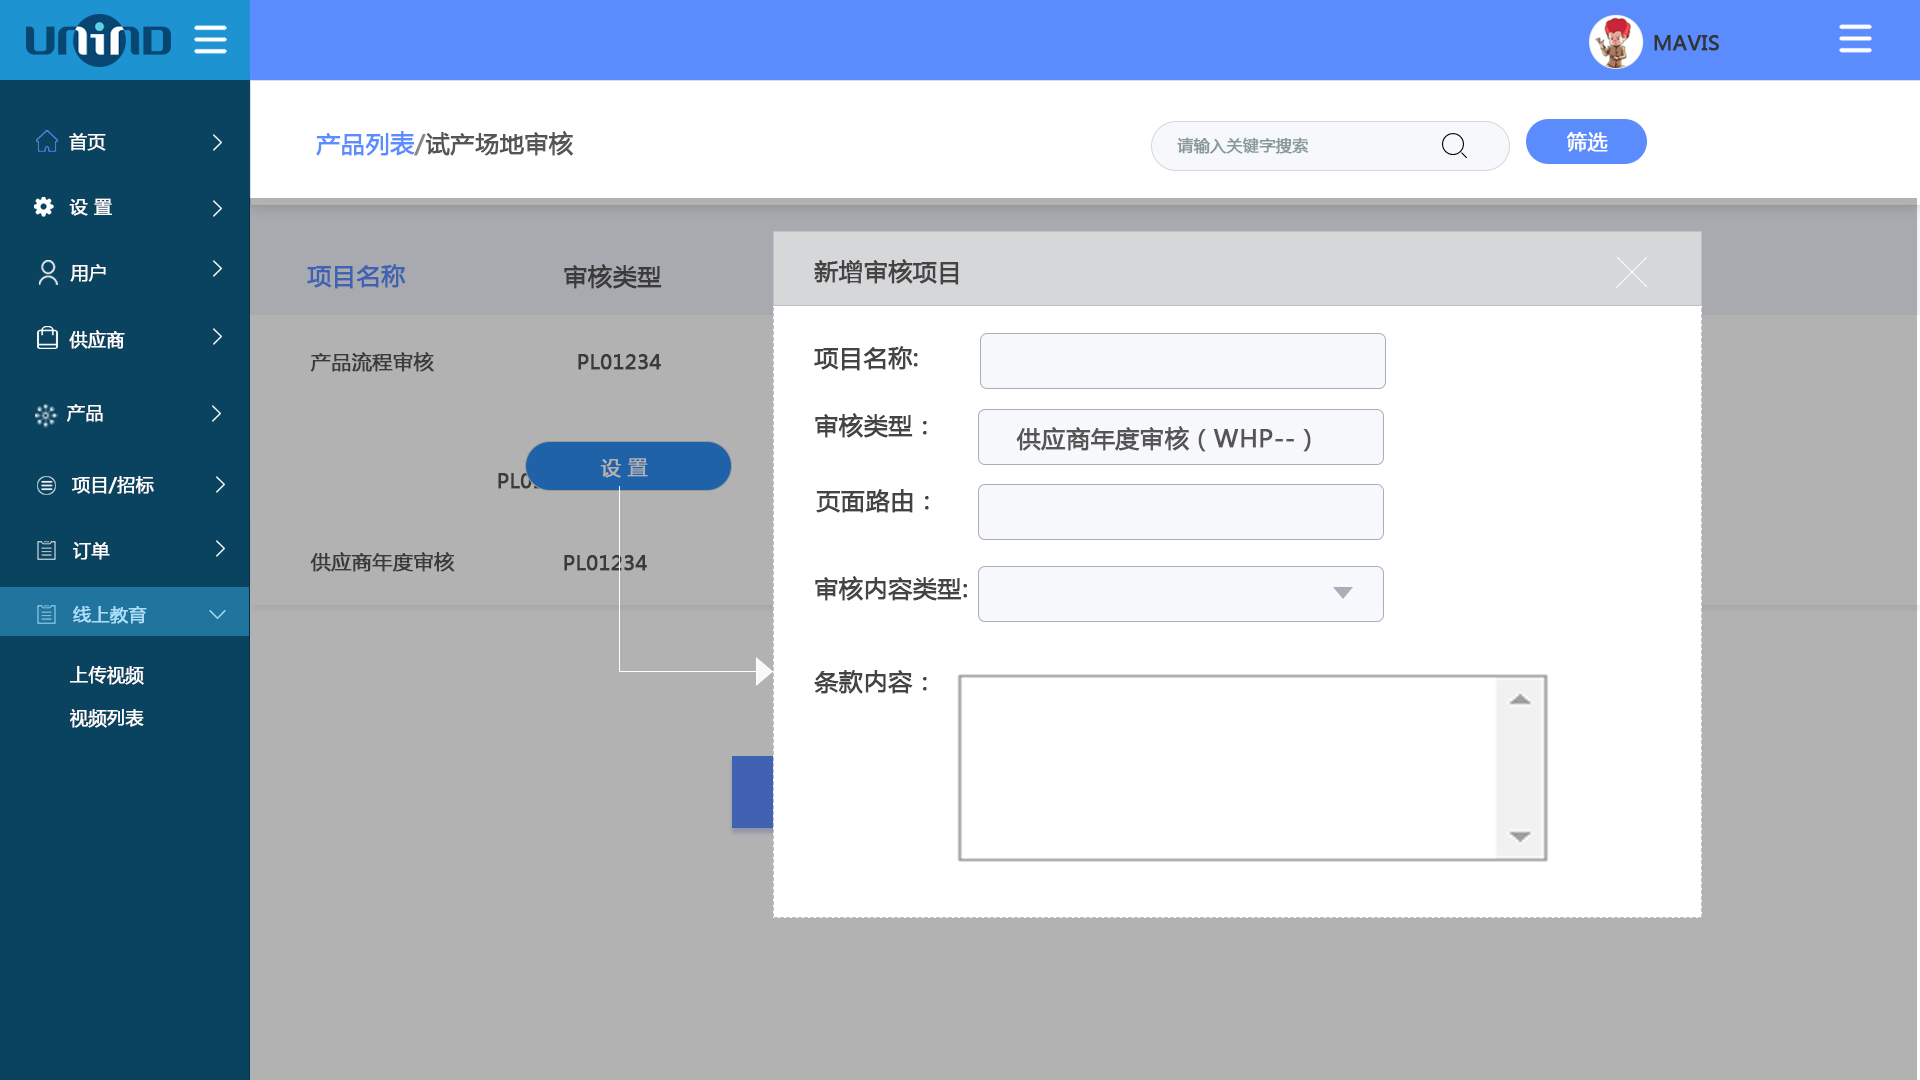 UNIND
MAVIS
首页
设 置
用户
供应商
产品
项目/招标
订单
线上教育
上传视频
视频列表
产品列表/试产场地审核
请输入关键字搜索
筛选
项目名称
审核类型
产品流程审核
PL01234
设 置
供应商年度审核
PL01234
新增审核项目
项目名称:
审核类型：
供应商年度审核（WHP--）
页面路由：
审核内容类型:
条款内容：